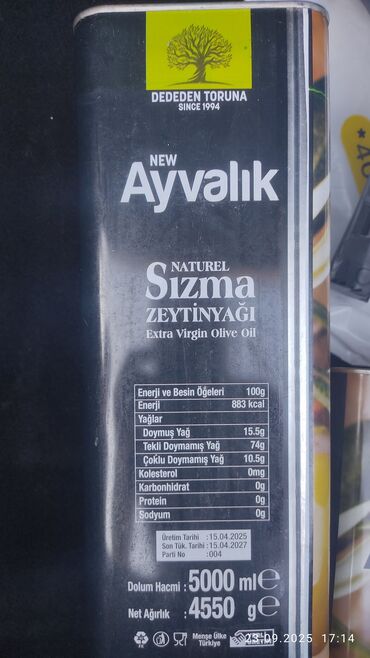 DEDEDEN TORUNA
SINCE 1994
NEW
Ayvalık
NATUREL
Sızma
ZEYTİNYAĞI
Extra Virgin Olive Oil
Enerji ve Besin Öğeleri 100g
Enerji 883 kcal
Yağlar
Doymuş Yağ 15.5g
Tekli Doymamış Yağ 74g
Çoklu Doymamış Yağ 10.5g
Kolesterol 0mg
Karbonhidrat 0g
Protein 0g
Sodyum 0g
Üretim Tarihi :15.04.2025
Son Tük. Tarihi :15.04.2027
Parti No :004
Dolum Hacmi : 5000 ml℮
Net Ağırlık : 4550 g℮
Menşe Ülke
Türkiye
23.09.2025 17:14